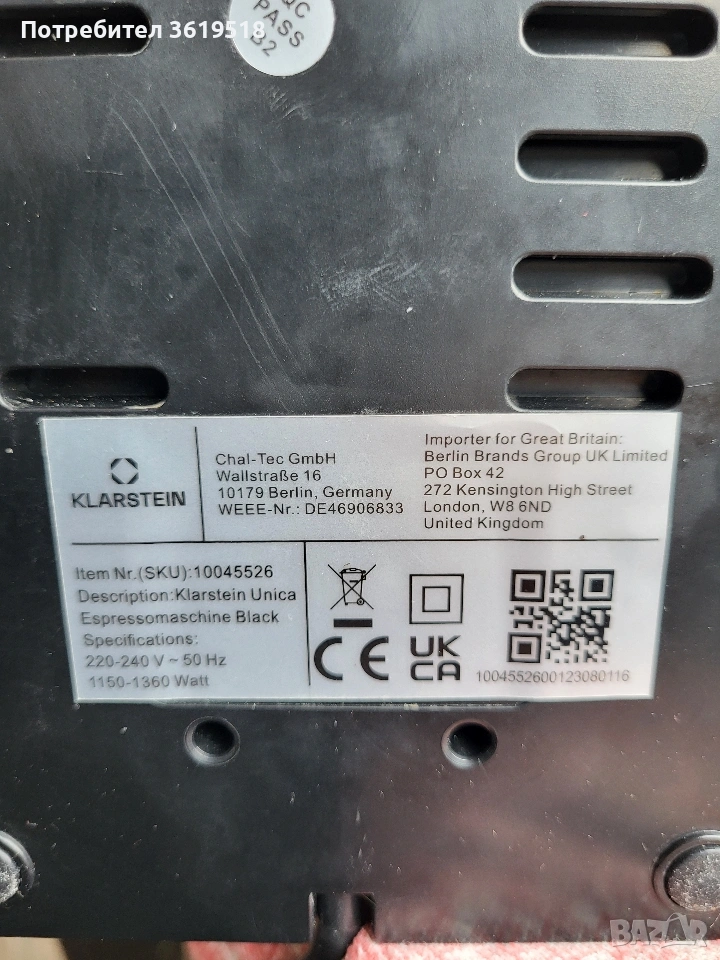 Потребител 3619518
QC
PASS
B2
KLARSTEIN
Chal-Tec GmbH
Wallstraße 16
10179 Berlin, Germany
WEEE-Nr.: DE46906833
Importer for Great Britain:
Berlin Brands Group UK Limited
PO Box 42
272 Kensington High Street
London, W8 6ND
United Kingdom
Item Nr.(SKU):10045526
Description:Klarstein Unica
Espressomaschine Black
Specifications:
220-240 V ~ 50 Hz
1150-1360 Watt
CE
UK
CA
1004552600123080116
BAZAR